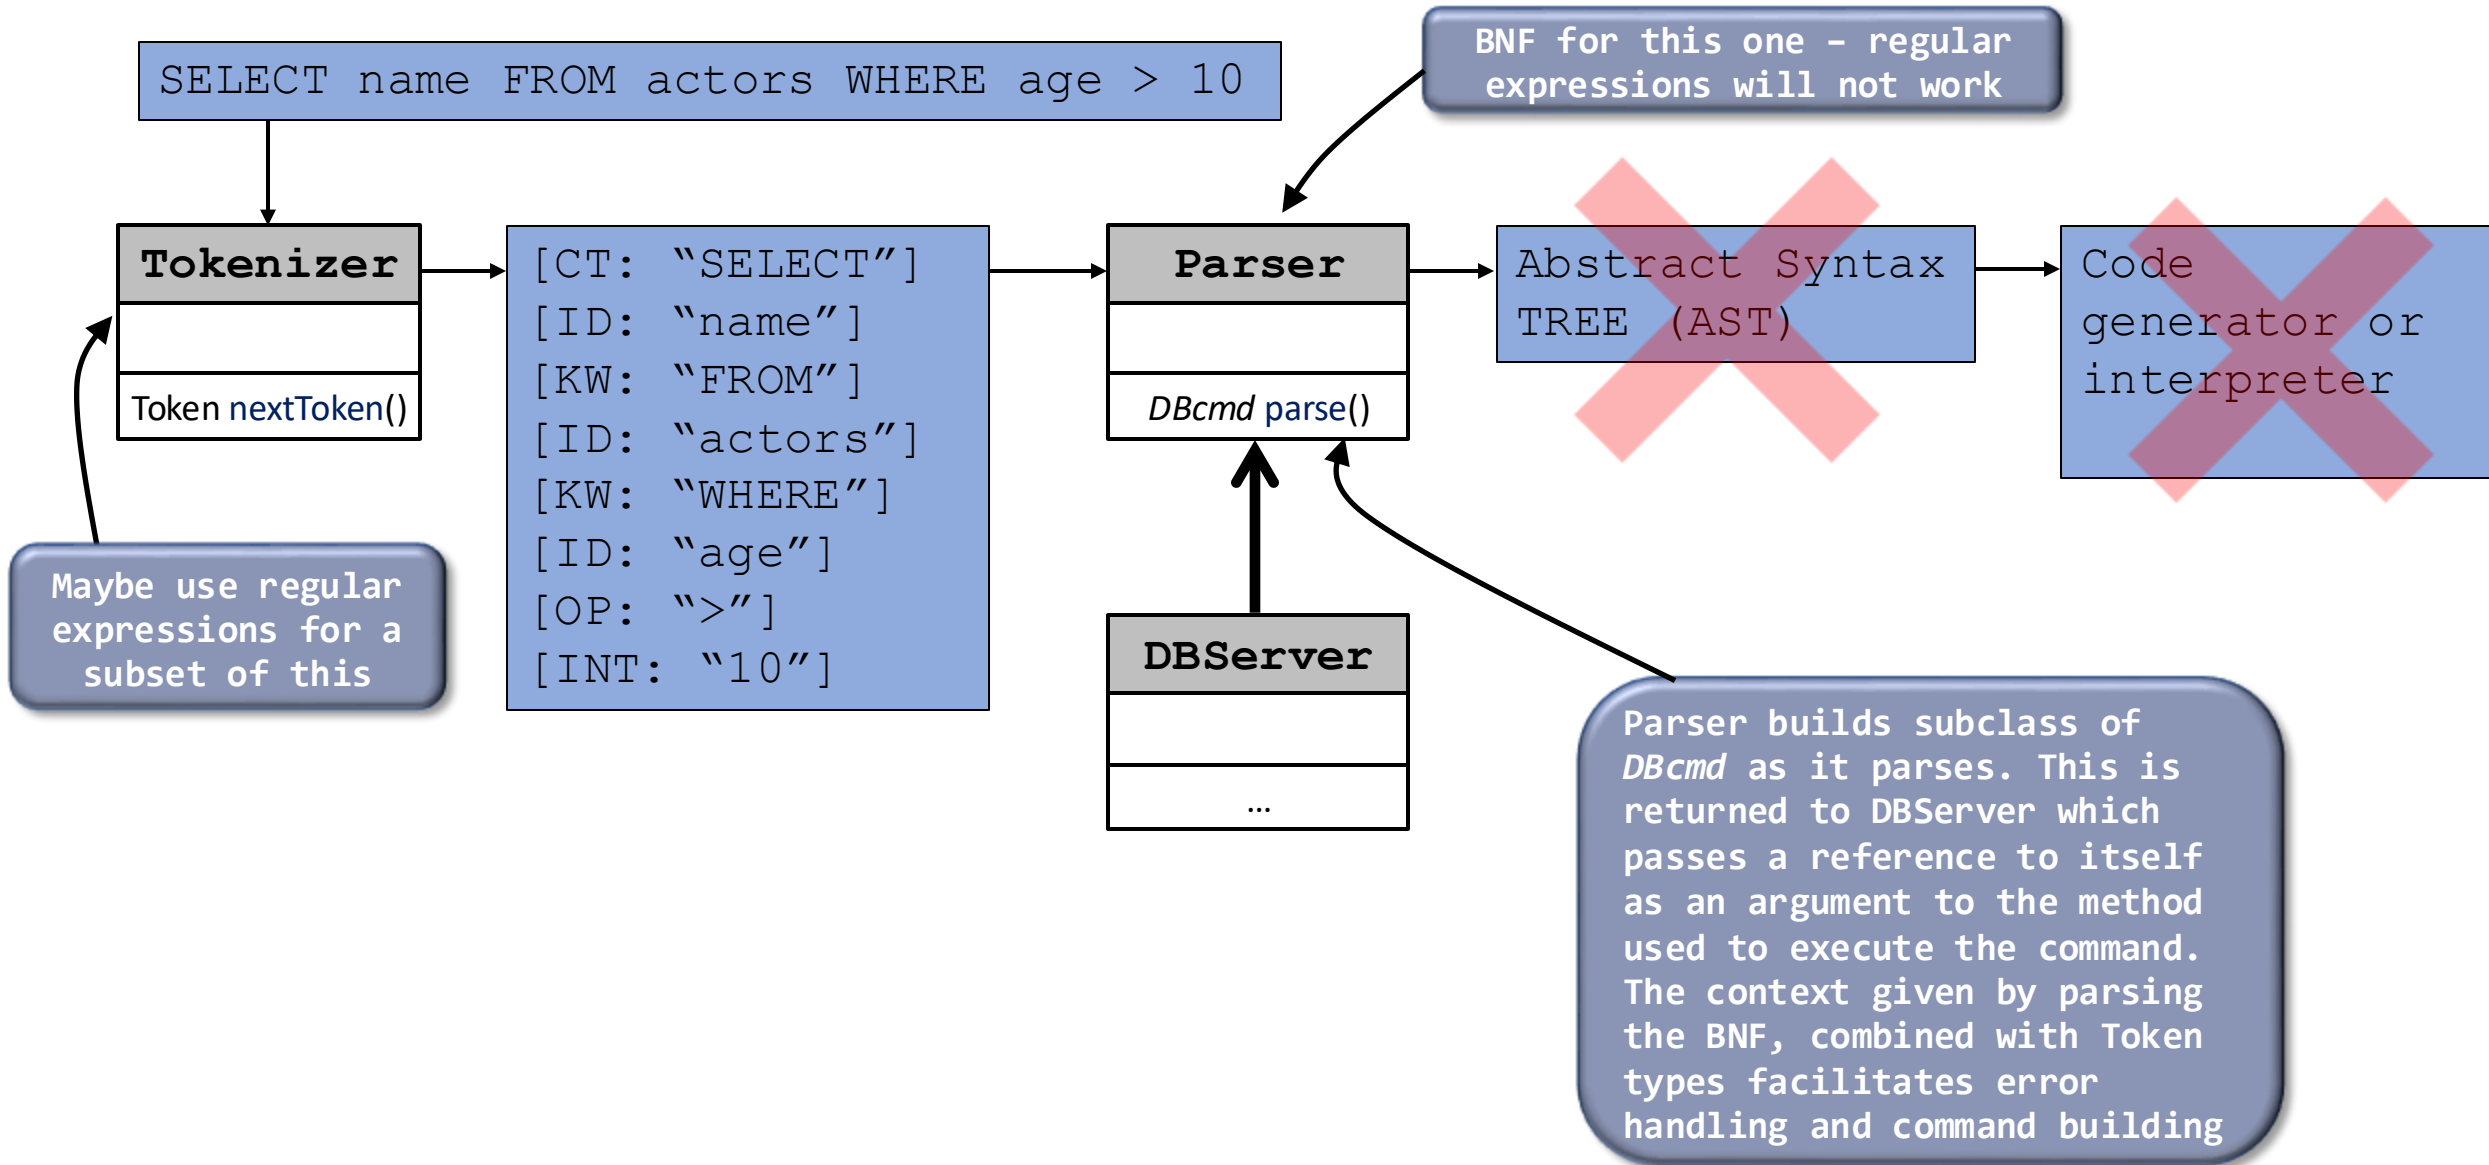 SELECT name FROM actors WHERE age > 10
BNF for this one – regular
expressions will not work
Tokenizer
Token nextToken()
[CT: “SELECT”]
[ID: “name”]
[KW: “FROM”]
[ID: “actors”]
[KW: “WHERE”]
[ID: “age”]
[OP: “>”]
[INT: “10”]
Parser
DBcmd parse()
Abstract Syntax
TREE (AST)
Code
generator or
interpreter
Maybe use regular
expressions for a
subset of this
DBServer
…
Parser builds subclass of
DBcmd as it parses. This is
returned to DBServer which
passes a reference to itself
as an argument to the method
used to execute the command.
The context given by parsing
the BNF, combined with Token
types facilitates error
handling and command building